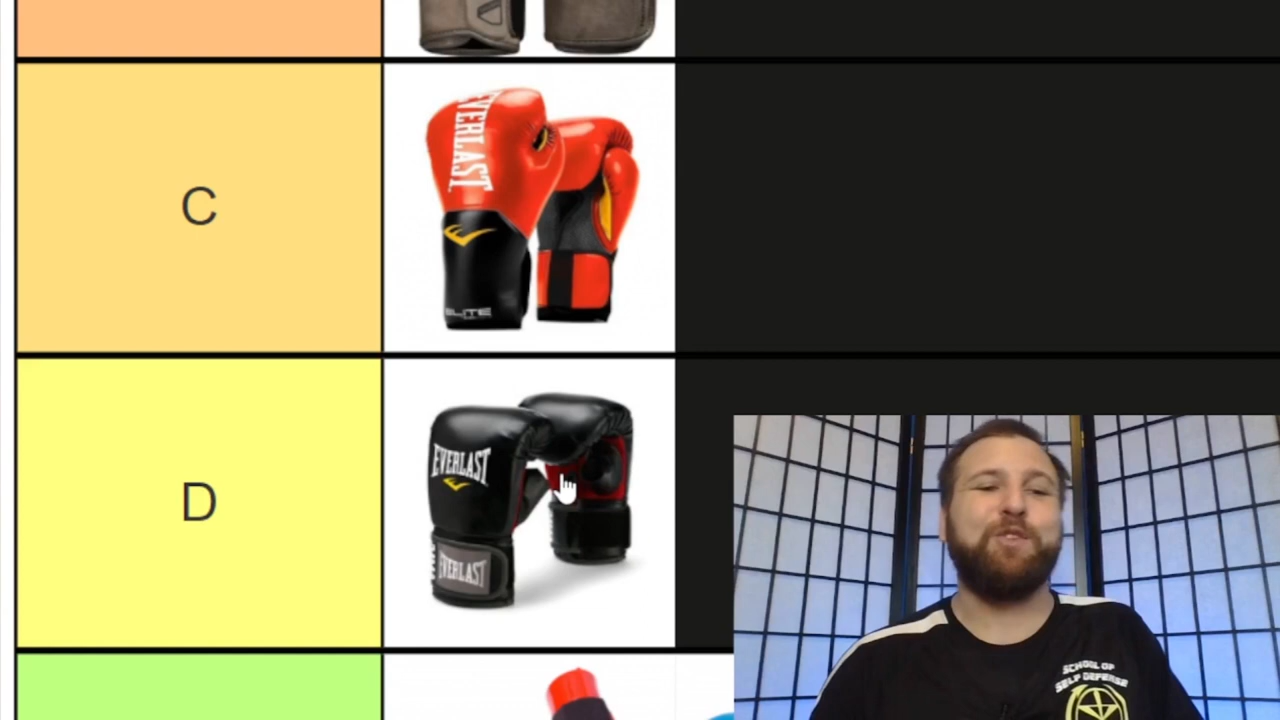 C
EVERLAST
ELITE
D
EVERLAST
EVERLAST
SCHOOL OF
SELF DEFENSE